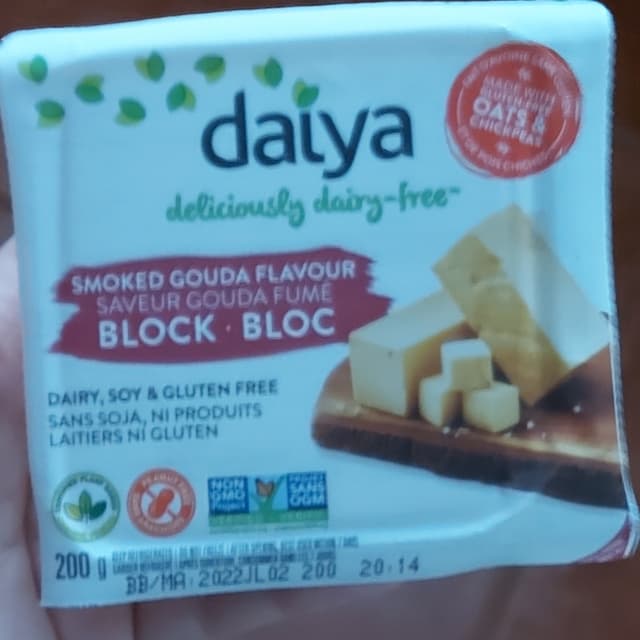 daiya
deliciously dairy-free™
MADE WITH
OATS &
CHICKPEAS
SMOKED GOUDA FLAVOUR
SAVEUR GOUDA FUMÉ
BLOCK · BLOC
DAIRY, SOY & GLUTEN FREE
SANS SOJA, NI PRODUITS
LAITIERS NI GLUTEN
NON
GMO
Project
SANS
OGM
200 g
BB/MA: 2022JL02 200 20:14